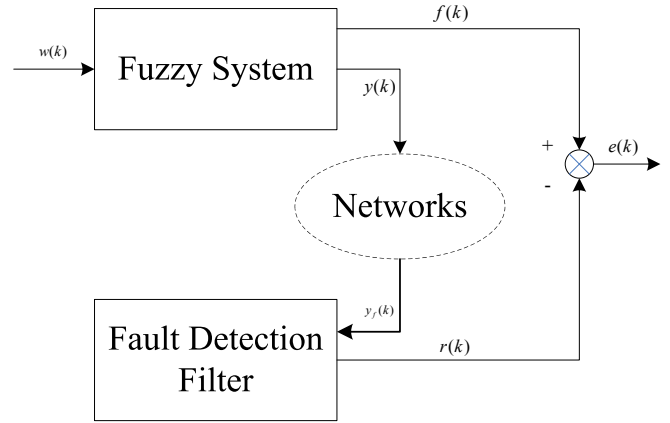 f(k)
w(k)
Fuzzy System
y(k)
+
e(k)
-
Networks
y_f(k)
Fault Detection
Filter
r(k)